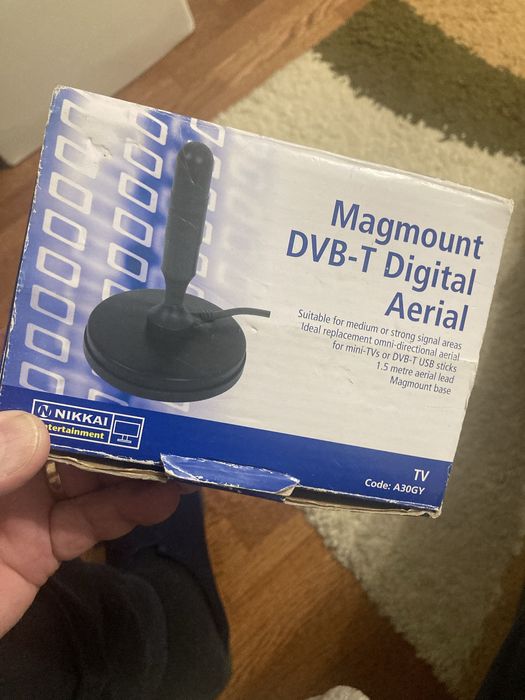 Magmount
DVB-T Digital
Aerial
Suitable for medium or strong signal areas
Ideal replacement omni-directional aerial
for mini-TVs or DVB-T USB sticks
1.5 metre aerial lead
Magmount base
N NIKKAI
ntertainment
TV
Code: A30GY